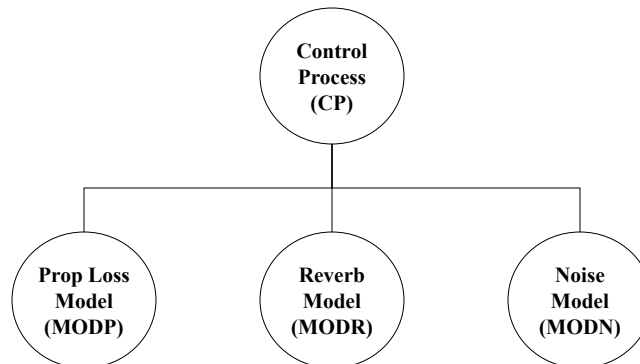 Control
Process
(CP)
Prop Loss
Model
(MODP)
Reverb
Model
(MODR)
Noise
Model
(MODN)